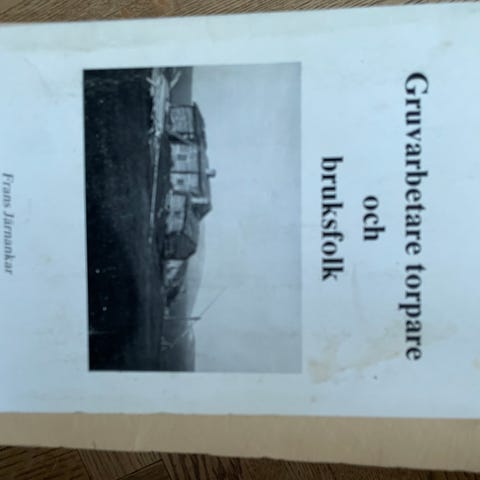 Gruvarbetare torpare
och
bruksfolk
Frans Järnankar